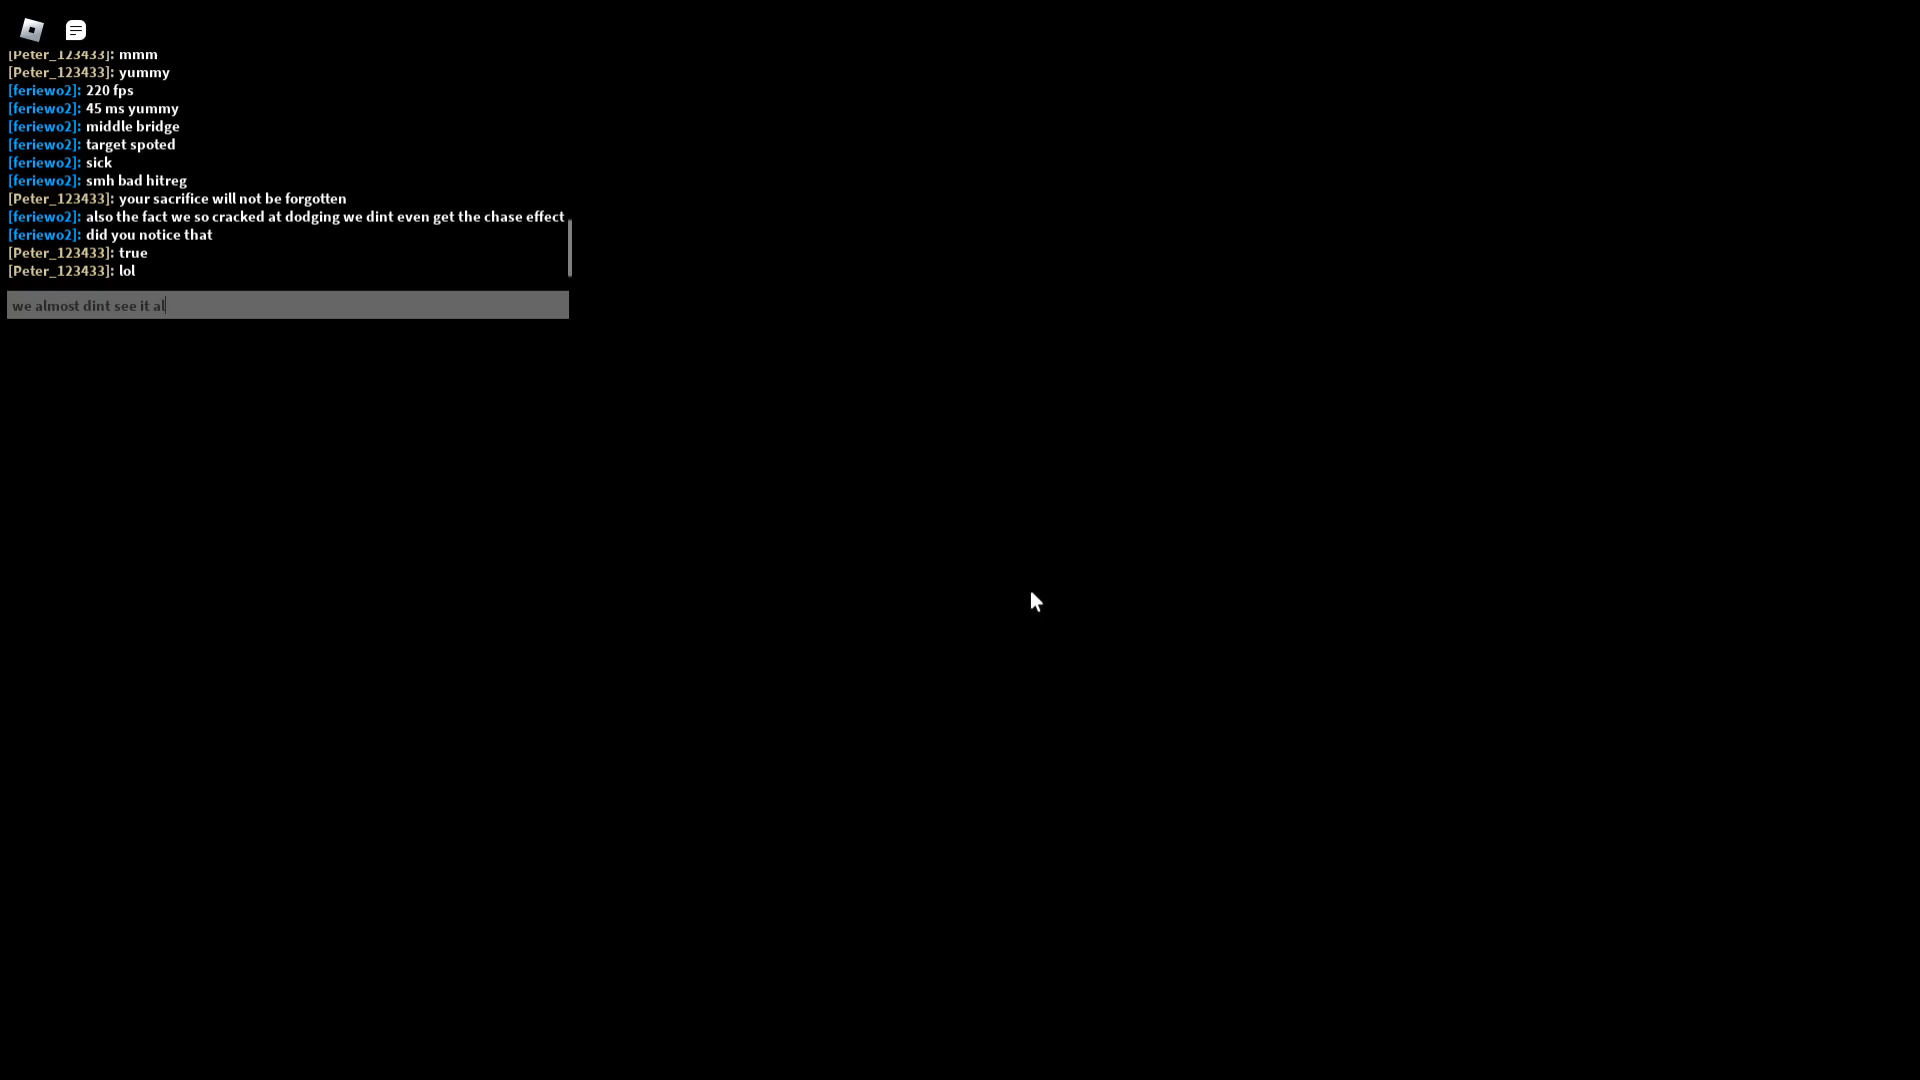 [Peter_123433]: mmm
[Peter_123433]: yummy
[feriewo2]: 220 fps
[feriewo2]: 45 ms yummy
[feriewo2]: middle bridge
[feriewo2]: target spoted
[feriewo2]: sick
[feriewo2]: smh bad hitreg
[Peter_123433]: your sacrifice will not be forgotten
[feriewo2]: also the fact we so cracked at dodging we dint even get the chase effect
[feriewo2]: did you notice that
[Peter_123433]: true
[Peter_123433]: lol
we almost dint see it al